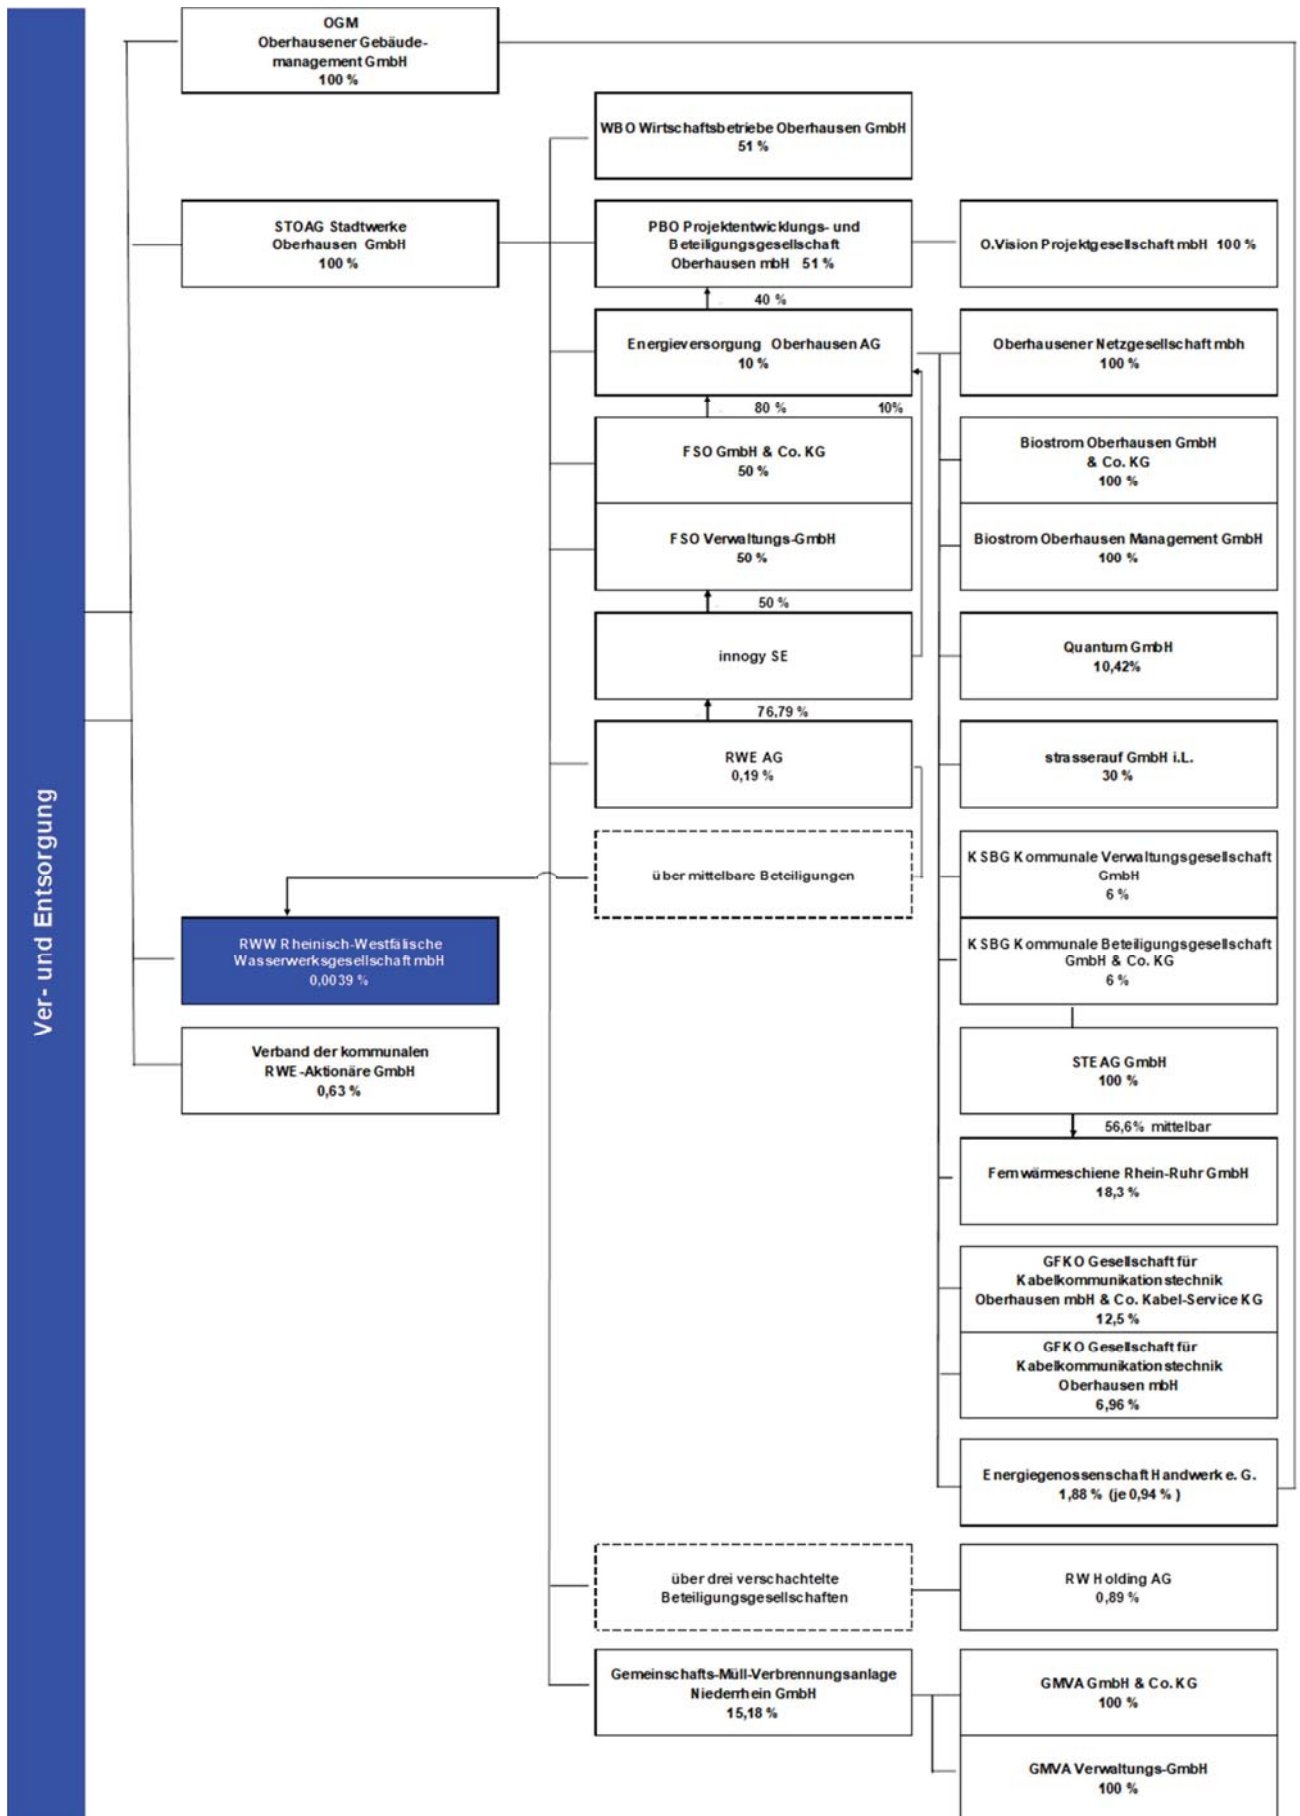 Ver- und Entsorgung
OGM
Oberhausener Gebäude-
management GmbH
100 %
STOAG Stadtwerke
Oberhausen GmbH
100 %
RWW Rheinisch-Westfälische
Wasserwerksgesellschaft mbH
0,0039 %
Verband der kommunalen
RWE-Aktionäre GmbH
0,63 %
WBO Wirtschaftsbetriebe Oberhausen GmbH
51 %
PBO Projektentwicklungs- und
Beteiligungsgesellschaft
Oberhausen mbH 51 %
40 %
Energieversorgung Oberhausen AG
10 %
80 %
10%
FSO GmbH & Co. KG
50 %
FSO Verwaltungs-GmbH
50 %
50 %
innogy SE
76,79 %
RWE AG
0,19 %
über mittelbare Beteiligungen
über drei verschachtelte
Beteiligungsgesellschaften
Gemeinschafts-Müll-Verbrennungsanlage
Niederrhein GmbH
15,18 %
O.Vision Projektgesellschaft mbH 100 %
Oberhausener Netzgesellschaft mbh
100 %
Biostrom Oberhausen GmbH
& Co. KG
100 %
Biostrom Oberhausen Management GmbH
100 %
Quantum GmbH
10,42%
strasserauf GmbH i.L.
30 %
KSBG Kommunale Verwaltungsgesellschaft
GmbH
6 %
KSBG Kommunale Beteiligungsgesellschaft
GmbH & Co. KG
6 %
STEAG GmbH
100 %
56,6% mittelbar
Fernwärmeschiene Rhein-Ruhr GmbH
18,3 %
GFKO Gesellschaft für
Kabelkommunikationstechnik
Oberhausen mbH & Co. Kabel-Service KG
12,5 %
GFKO Gesellschaft für
Kabelkommunikationstechnik
Oberhausen mbH
6,96 %
Energiegenossenschaft Handwerk e. G.
1,88 % (je 0,94 % )
RW Holding AG
0,89 %
GMVA GmbH & Co. KG
100 %
GMVA Verwaltungs-GmbH
100 %